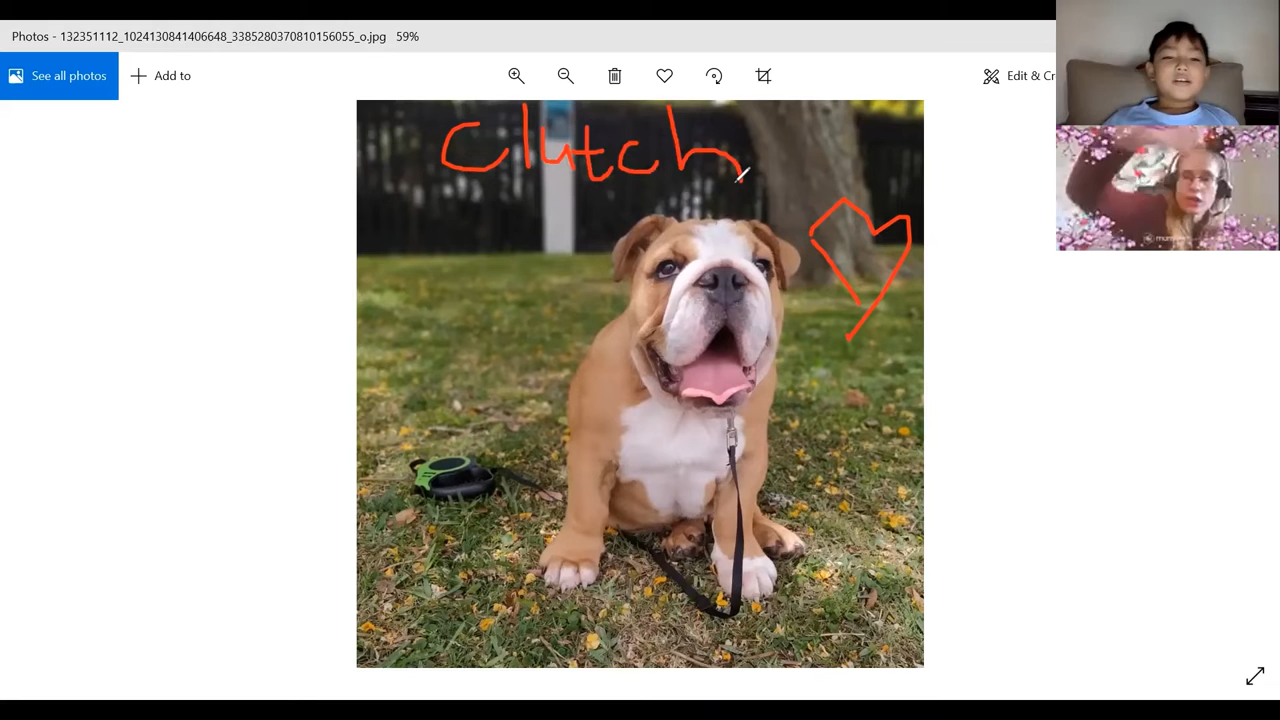 Photos - 132351112_1024130841406648_3385280370810156055_o.jpg 59%
See all photos
Add to
Edit & Cr
Clutch